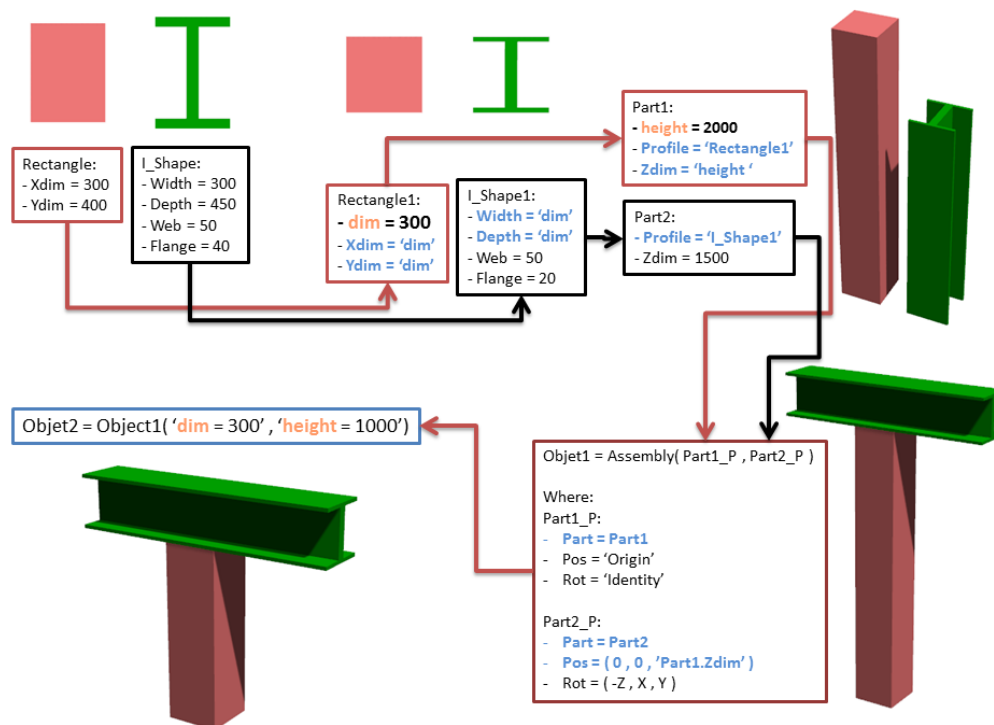 Rectangle:
- Xdim = 300
- Ydim = 400
I_Shape:
- Width = 300
- Depth = 450
- Web = 50
- Flange = 40
Rectangle1:
- dim = 300
- Xdim = ‘dim’
- Ydim = ‘dim’
I_Shape1:
- Width = ‘dim’
- Depth = ‘dim’
- Web = 50
- Flange = 20
Part1:
- height = 2000
- Profile = ‘Rectangle1’
- Zdim = ‘height ‘
Part2:
- Profile = ‘I_Shape1’
- Zdim = 1500
Objet2 = Object1( ‘dim = 300’ , ‘height = 1000’)
Objet1 = Assembly( Part1_P , Part2_P )
Where:
Part1_P:
- Part = Part1
- Pos = ‘Origin’
- Rot = ‘Identity’
Part2_P:
- Part = Part2
- Pos = ( 0 , 0 , ’Part1.Zdim’ )
- Rot = ( -Z , X , Y )